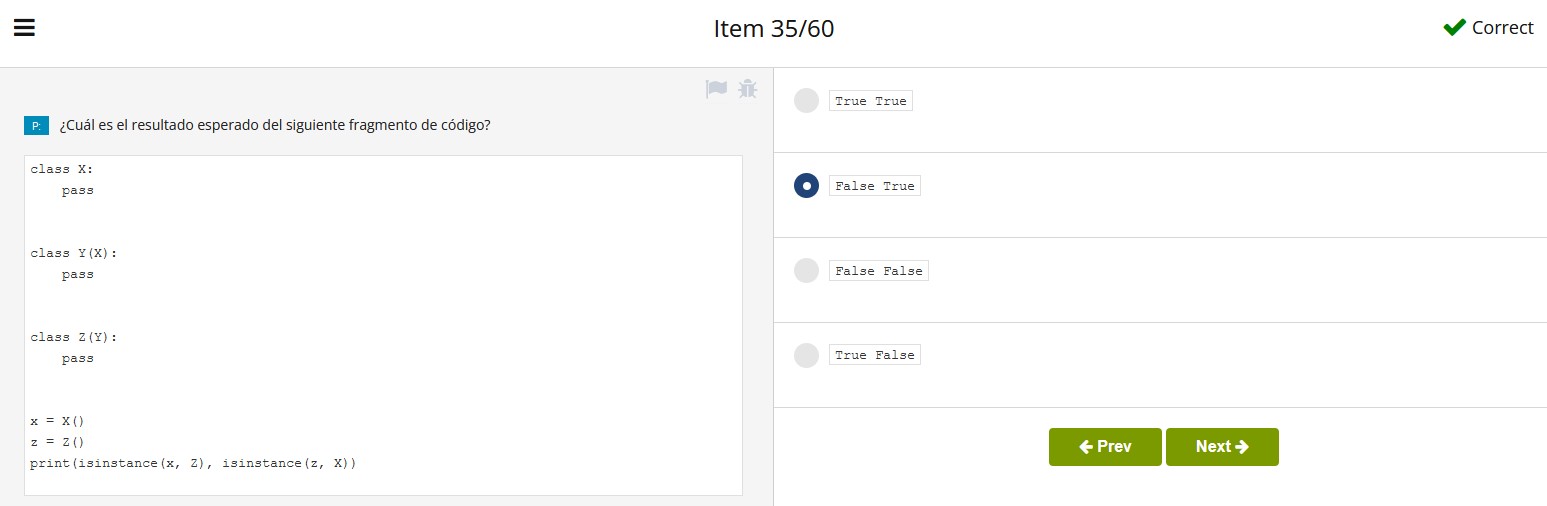 Item 35/60
Correct
P: ¿Cuál es el resultado esperado del siguiente fragmento de código?
class X:
    pass
class Y(X):
    pass
class Z(Y):
    pass
x = X()
z = Z()
print(isinstance(x, Z), isinstance(z, X))
True True
False True
False False
True False
Prev
Next